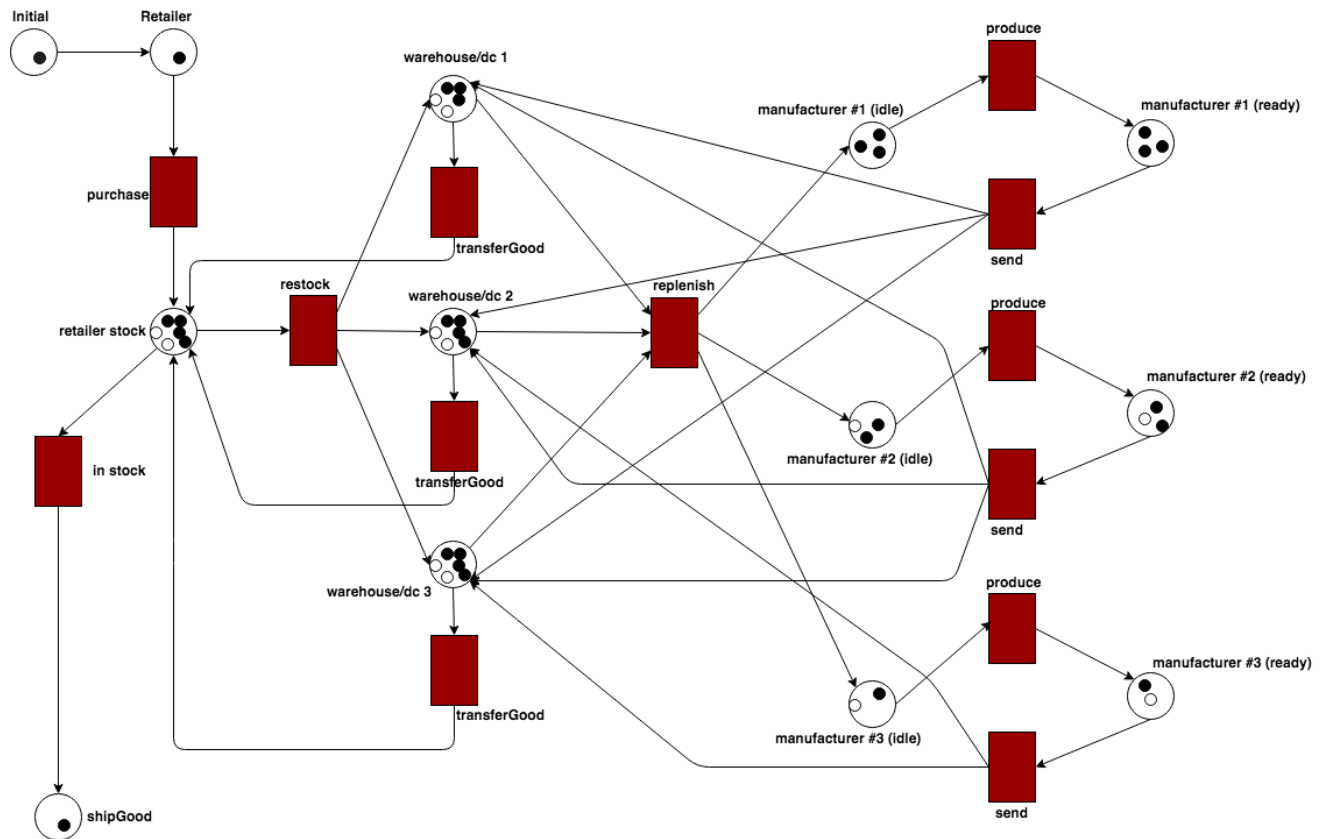 Initial
Retailer
produce
warehouse/dc 1
manufacturer #1 (idle)
manufacturer #1 (ready)
purchase
transferGood
send
restock
warehouse/dc 2
replenish
produce
retailer stock
manufacturer #2 (ready)
manufacturer #2 (idle)
in stock
transferGood
send
warehouse/dc 3
produce
manufacturer #3 (ready)
transferGood
manufacturer #3 (idle)
shipGood
send